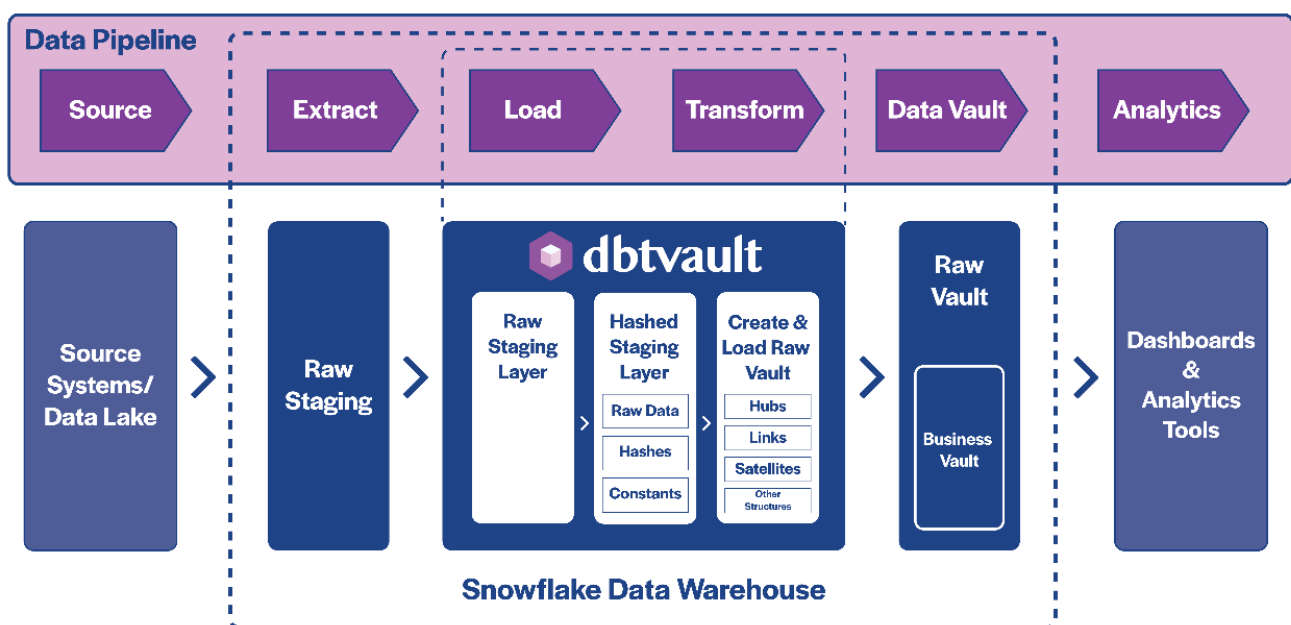 Data Pipeline
Source
Extract
Load
Transform
Data Vault
Analytics
Source
Systems/
Data Lake
Raw
Staging
dbtvault
Raw
Staging
Layer
Hashed
Staging
Layer
Raw Data
Hashes
Constants
Create &
Load Raw
Vault
Hubs
Links
Satellites
Other
Structures
Raw
Vault
Business
Vault
Dashboards
&
Analytics
Tools
Snowflake Data Warehouse